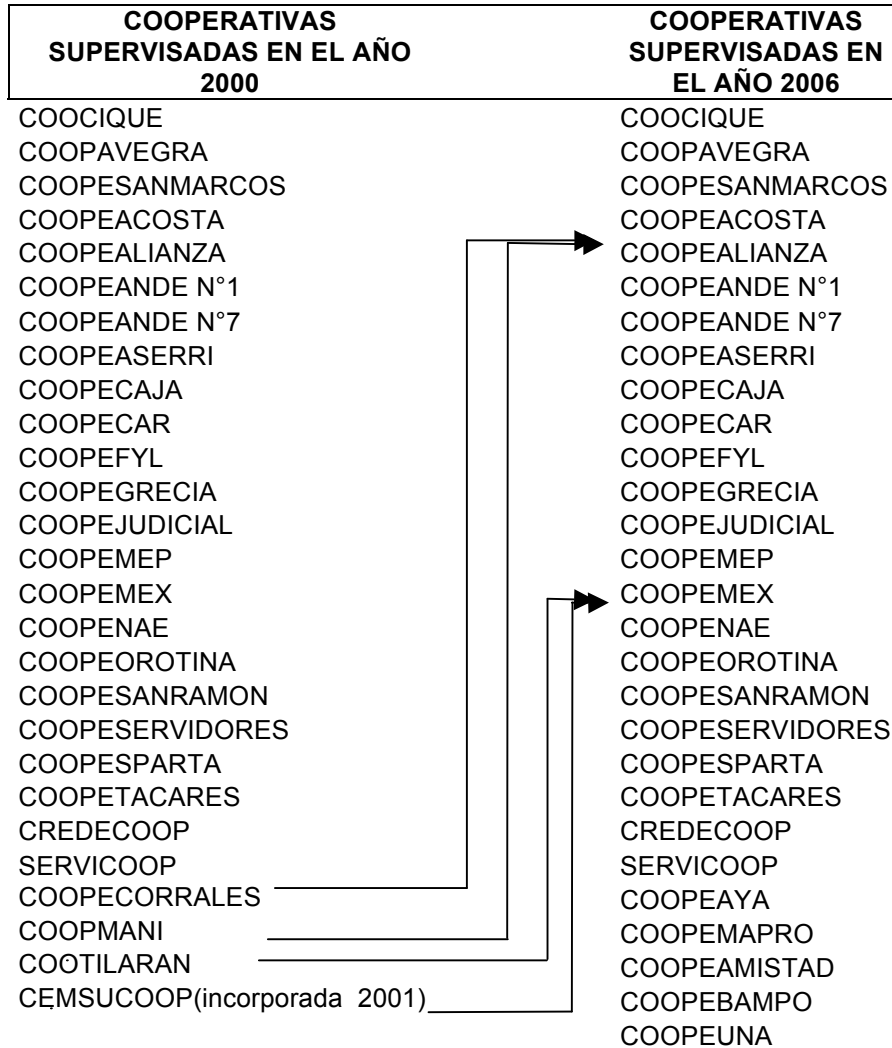 COOPERATIVAS
SUPERVISADAS EN EL AÑO
2000
COOCIQUE
COOPAVEGRA
COOPESANMARCOS
COOPEACOSTA
COOPEALIANZA
COOPEANDE N°1
COOPEANDE N°7
COOPEASERRI
COOPECAJA
COOPECAR
COOPEFYL
COOPEGRECIA
COOPEJUDICIAL
COOPEMEP
COOPEMEX
COOPENAE
COOPEOROTINA
COOPESANRAMON
COOPESERVIDORES
COOPESPARTA
COOPETACARES
CREDECOOP
SERVICOOP
COOPECORRALES
COOPMANI
COOTILARAN
CEMSUCOOP(incorporada 2001)
COOPERATIVAS
SUPERVISADAS EN
EL AÑO 2006
COOCIQUE
COOPAVEGRA
COOPESANMARCOS
COOPEACOSTA
COOPEALIANZA
COOPEANDE N°1
COOPEANDE N°7
COOPEASERRI
COOPECAJA
COOPECAR
COOPEFYL
COOPEGRECIA
COOPEJUDICIAL
COOPEMEP
COOPEMEX
COOPENAE
COOPEOROTINA
COOPESANRAMON
COOPESERVIDORES
COOPESPARTA
COOPETACARES
CREDECOOP
SERVICOOP
COOPEAYA
COOPEMAPRO
COOPEAMISTAD
COOPEBAMPO
COOPEUNA